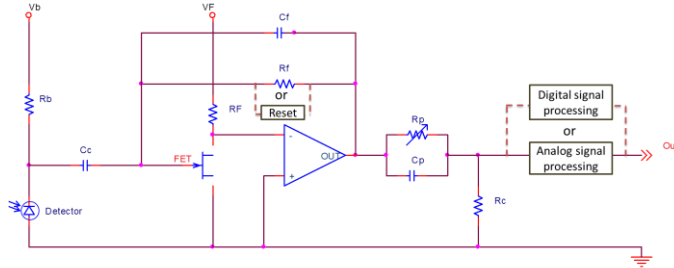 Vb
VF
Cf
Rf
or
Reset
Rb
RF
Rp
Digital signal
processing
or
Analog signal
processing
Cc
FET
-
+
OUT
Cp
Ou
Rc
Detector